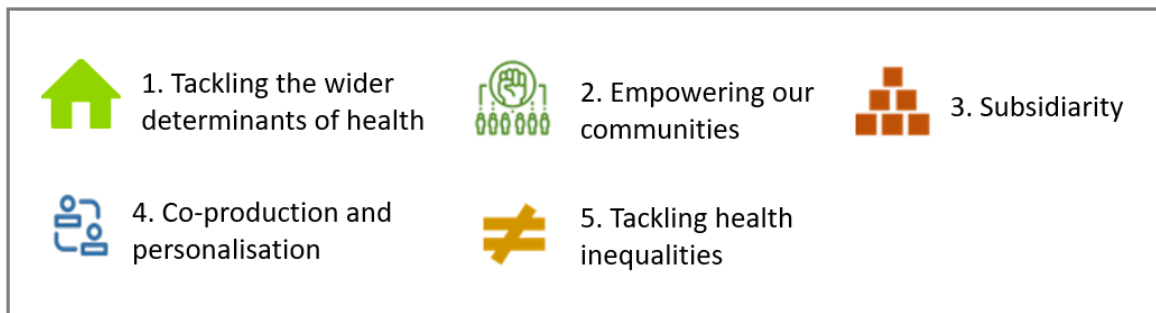 1. Tackling the wider
determinants of health
2. Empowering our
communities
3. Subsidiarity
4. Co-production and
personalisation
5. Tackling health
inequalities